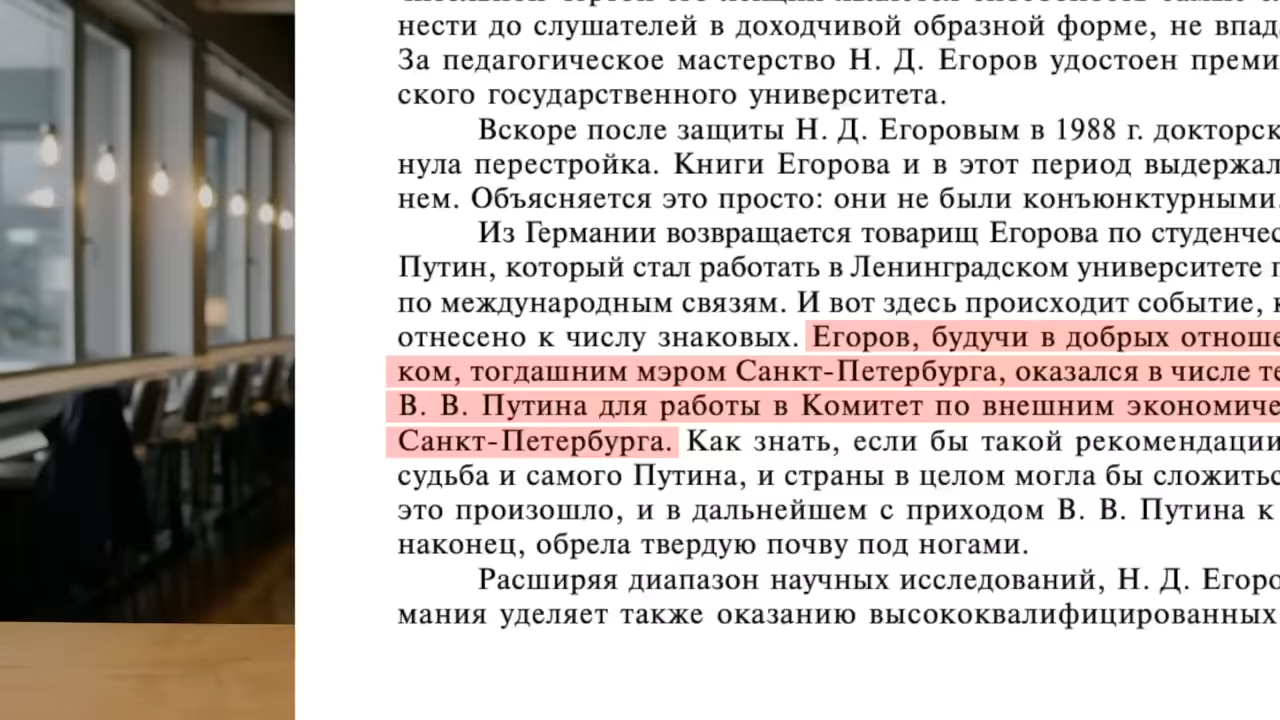 нести до слушателей в доходчивой образной форме, не впад
За педагогическое мастерство Н. Д. Егоров удостоен преми
ского государственного университета.
Вскоре после защиты Н. Д. Егоровым в 1988 г. докторск
нула перестройка. Книги Егорова и в этот период выдержал
нем. Объясняется это просто: они не были конъюнктурными.
Из Германии возвращается товарищ Егорова по студенчес
Путин, который стал работать в Ленинградском университете п
по международным связям. И вот здесь происходит событие, к
отнесено к числу знаковых. Егоров, будучи в добрых отноше
ком, тогдашним мэром Санкт-Петербурга, оказался в числе те
В. В. Путина для работы в Комитет по внешним экономиче
Санкт-Петербурга. Как знать, если бы такой рекомендации
судьба и самого Путина, и страны в целом могла бы сложитьс
это произошло, и в дальнейшем с приходом В. В. Путина к
наконец, обрела твердую почву под ногами.
Расширяя диапазон научных исследований, Н. Д. Егоро
мания уделяет также оказанию высококвалифицированных